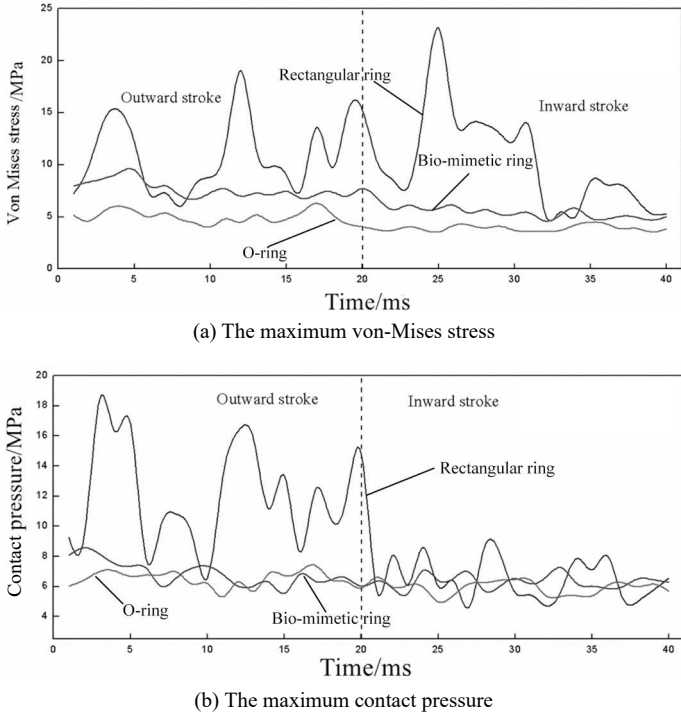 25
20
15
10
5
0
Von Mises stress /MPa
Outward stroke
Rectangular ring
Inward stroke
Bio-mimetic ring
O-ring
0 5 10 15 20 25 30 35 40
Time/ms
(a) The maximum von-Mises stress
20
18
16
14
12
10
8
6
4
Contact pressure/MPa
Outward stroke Inward stroke
Rectangular ring
O-ring
Bio-mimetic ring
0 5 10 15 20 25 30 35 40
Time/ms
(b) The maximum contact pressure